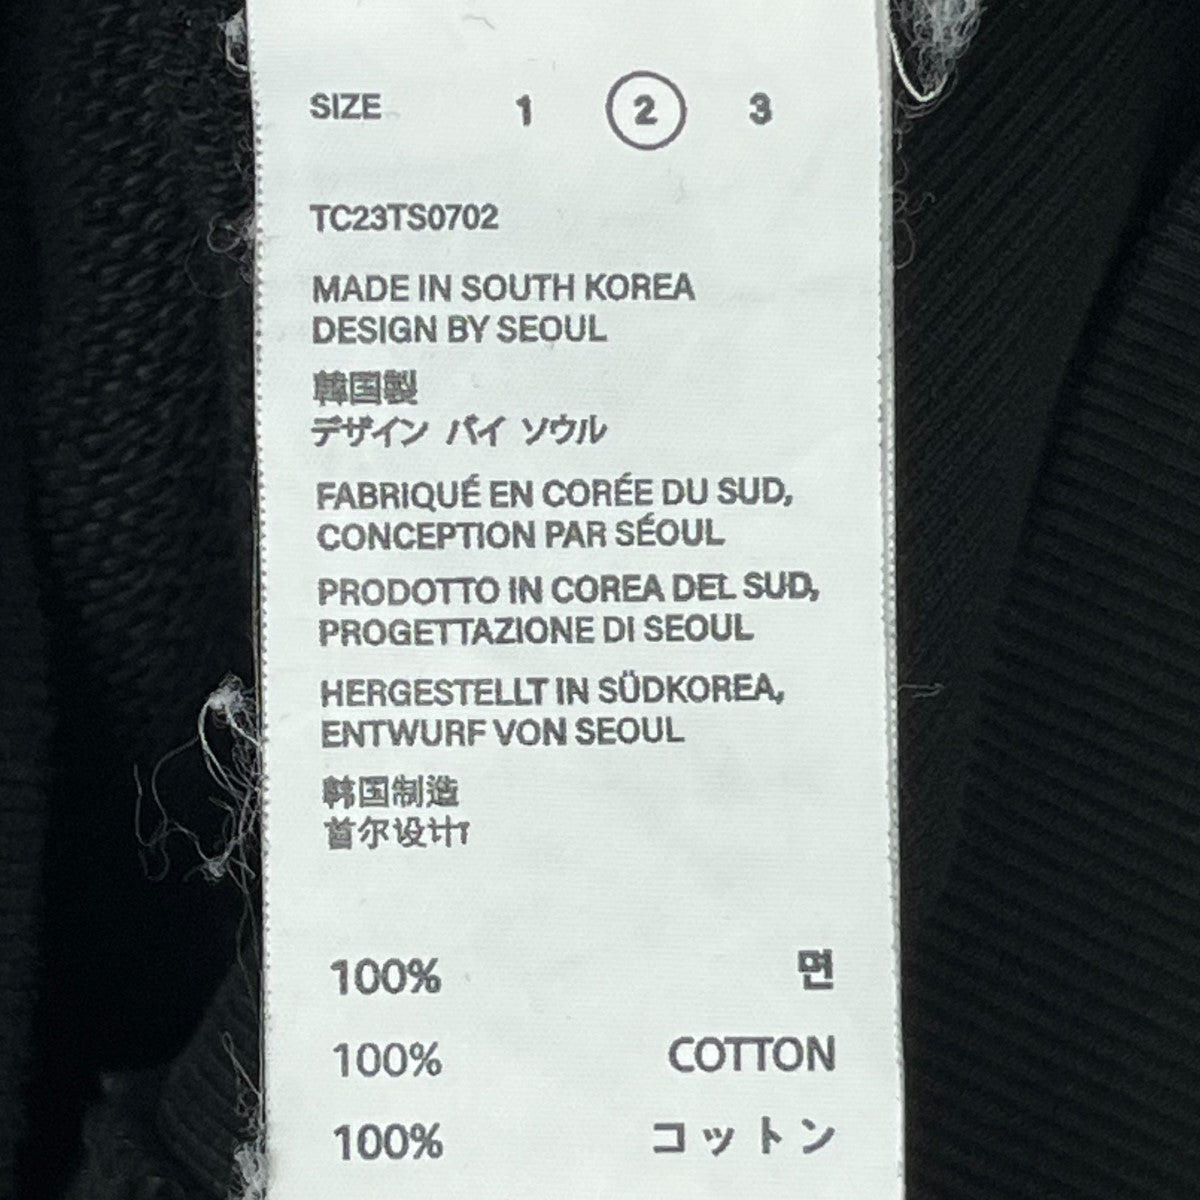 SIZE 1 2 3
TC23TS0702
MADE IN SOUTH KOREA
DESIGN BY SEOUL
韓国製
デザイン バイ ソウル
FABRIQUÉ EN CORÉE DU SUD,
CONCEPTION PAR SÉOUL
PRODOTTO IN COREA DEL SUD,
PROGETTAZIONE DI SEOUL
HERGESTELLT IN SÜDKOREA,
ENTWURF VON SEOUL
韩国制造
首尔设计T
100% 면
100% COTTON
100% コットン